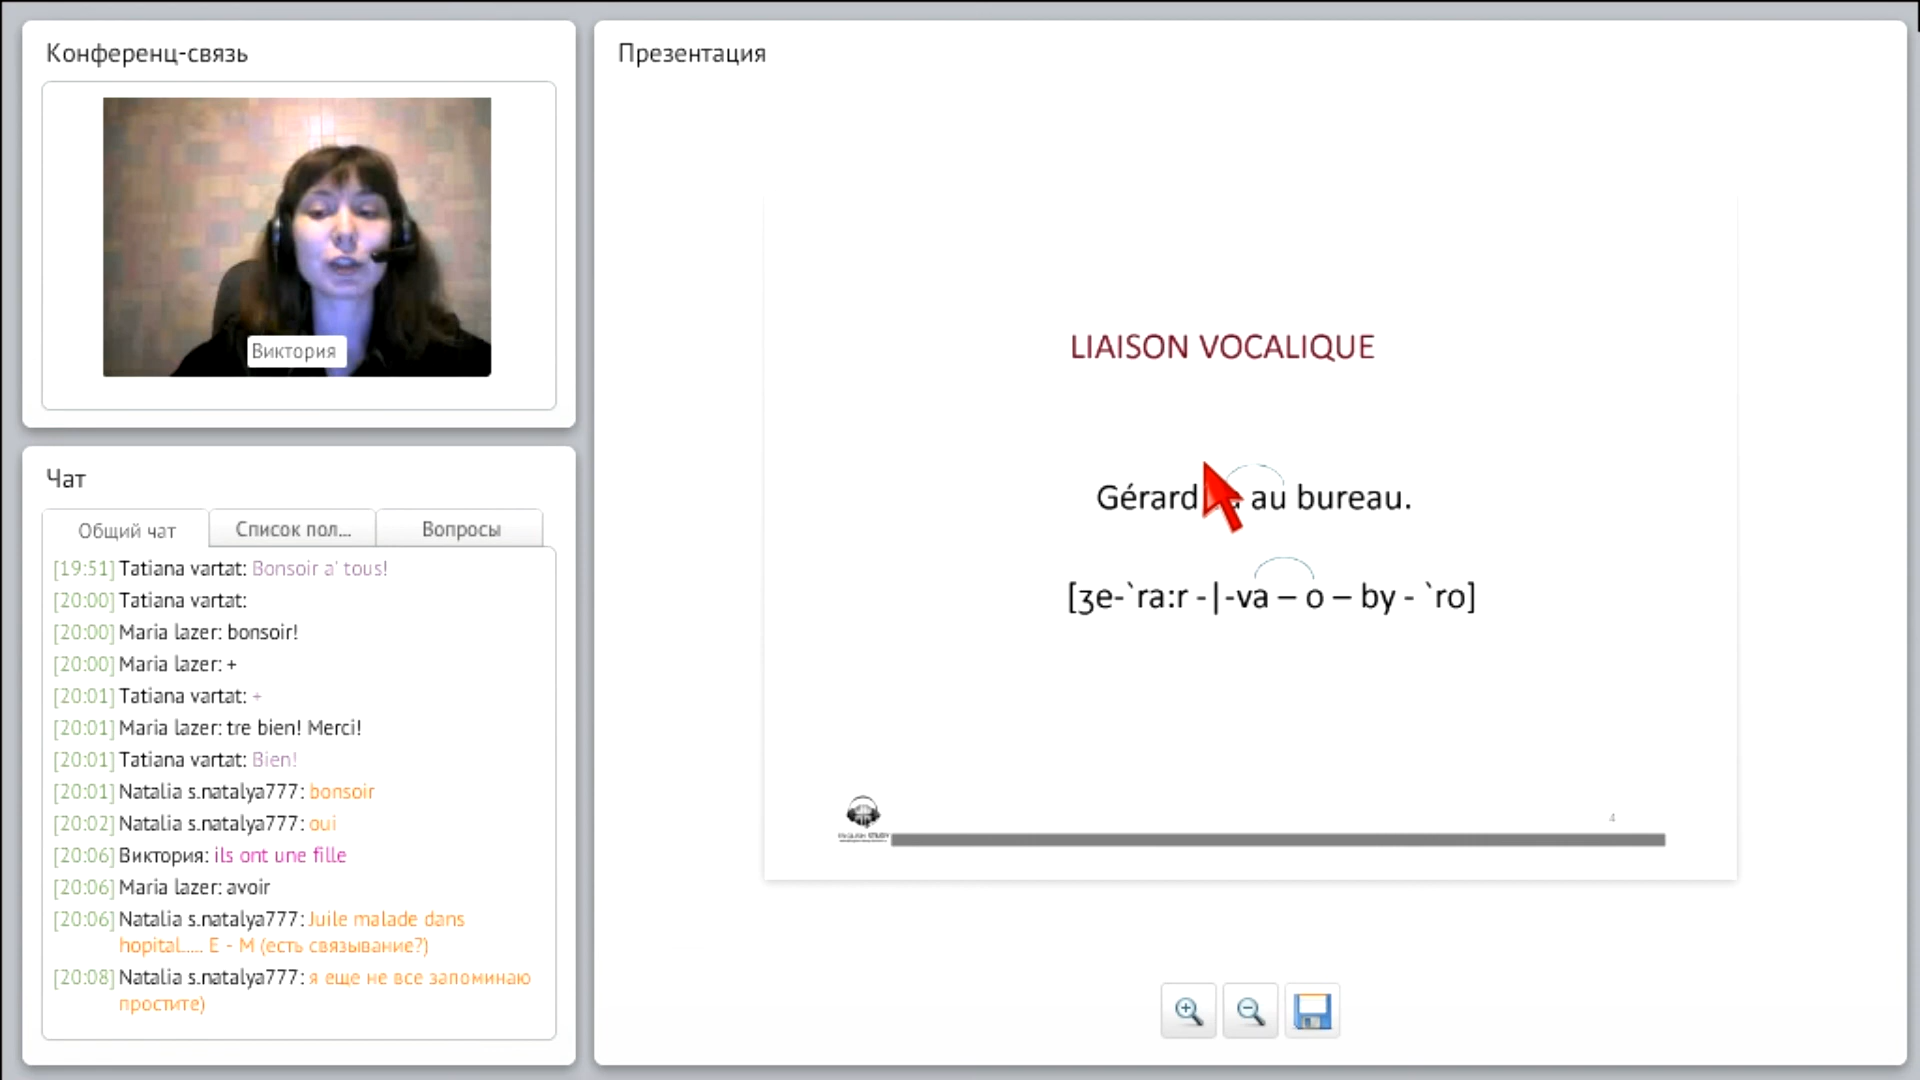 Конференц-связь
Виктория
Чат
Общий чат
Список пол...
Вопросы
[19:51] Tatiana vartat: Bonsoir a' tous!
[20:00] Tatiana vartat:
[20:00] Maria lazer: bonsoir!
[20:00] Maria lazer: +
[20:01] Tatiana vartat: +
[20:01] Maria lazer: tre bien! Merci!
[20:01] Tatiana vartat: Bien!
[20:01] Natalia s.natalya777: bonsoir
[20:02] Natalia s.natalya777: oui
[20:06] Виктория: ils ont une fille
[20:06] Maria lazer: avoir
[20:06] Natalia s.natalya777: Juile malade dans
hopital..... E - M (есть связывание?)
[20:08] Natalia s.natalya777: я еще не все запоминаю
простите)
Презентация
LIAISON VOCALIQUE
Gérard au bureau.
[ʒe-`ra:r -|-va – o – by - `ro]
ENGLISH STUDY
4